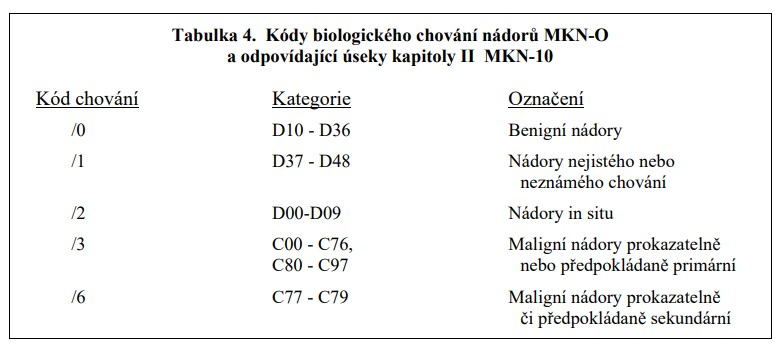 Tabulka 4. Kódy biologického chování nádorů MKN-O
a odpovídající úseky kapitoly II MKN-10
Kód chování Kategorie Označení
/0 D10 - D36 Benigní nádory
/1 D37 - D48 Nádory nejistého nebo
neznámého chování
/2 D00-D09 Nádory in situ
/3 C00 - C76, Maligní nádory prokazatelně
C80 - C97 nebo předpokládaně primární
/6 C77 - C79 Maligní nádory prokazatelně
či předpokládaně sekundární